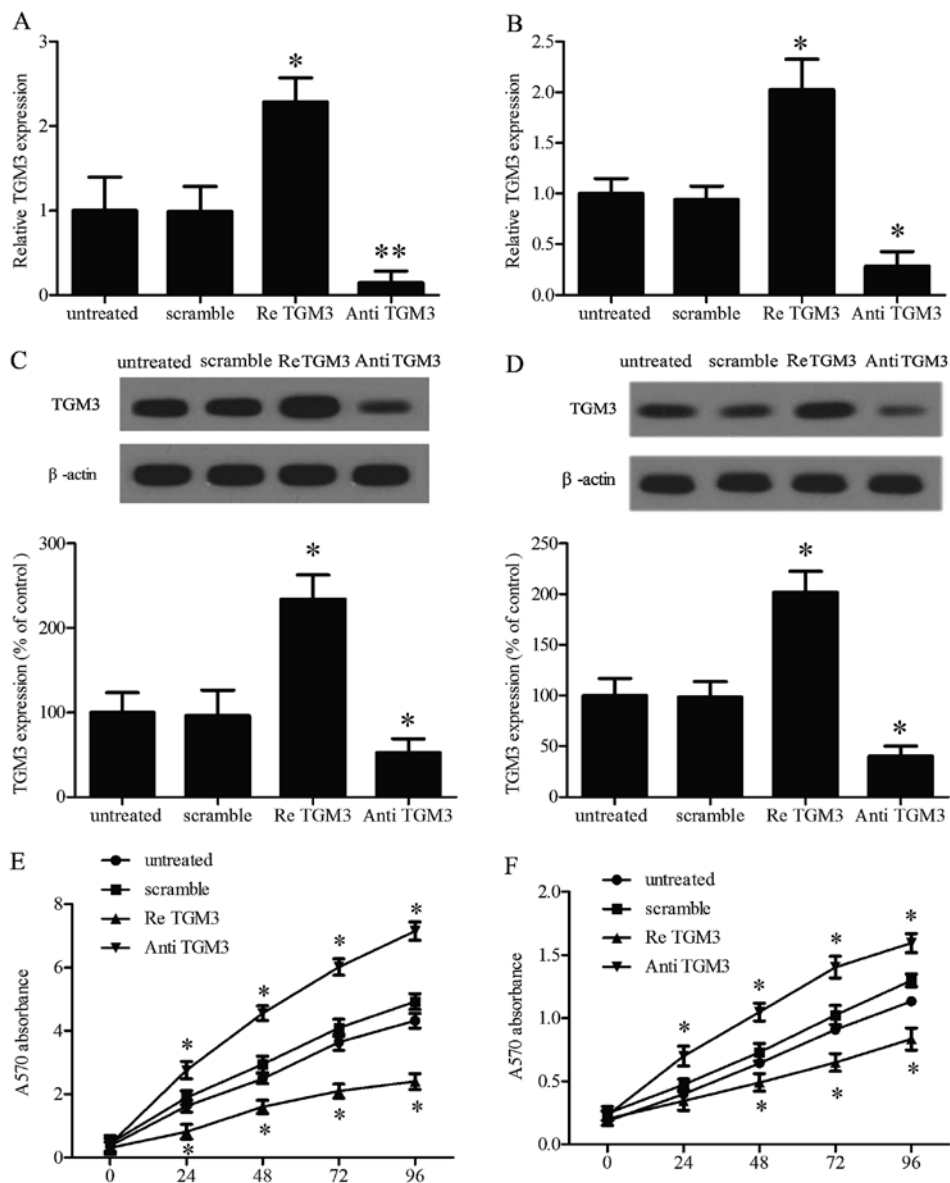 A
Relative TGM3 expression
3
2
1
0
*
**
untreated scramble Re TGM3 Anti TGM3
B
Relative TGM3 expression
2.5
2.0
1.5
1.0
0.5
0.0
*
*
untreated scramble Re TGM3 Anti TGM3
C
untreated scramble Re TGM3 Anti TGM3
TGM3
β -actin
TGM3 expression (% of control )
300
200
100
0
*
*
untreated scramble Re TGM3 Anti TGM3
D
untreated scramble Re TGM3 Anti TGM3
TGM3
β -actin
TGM3 expression (% of control )
250
200
150
100
50
0
*
*
untreated scramble Re TGM3 Anti TGM3
E
untreated
scramble
Re TGM3
Anti TGM3
A570 absorbance
8
6
4
2
0
* * * *
* * * *
0 24 48 72 96
F
untreated
scramble
Re TGM3
Anti TGM3
A570 absorbance
2.0
1.5
1.0
0.5
0.0
* * * *
* * *
0 24 48 72 96